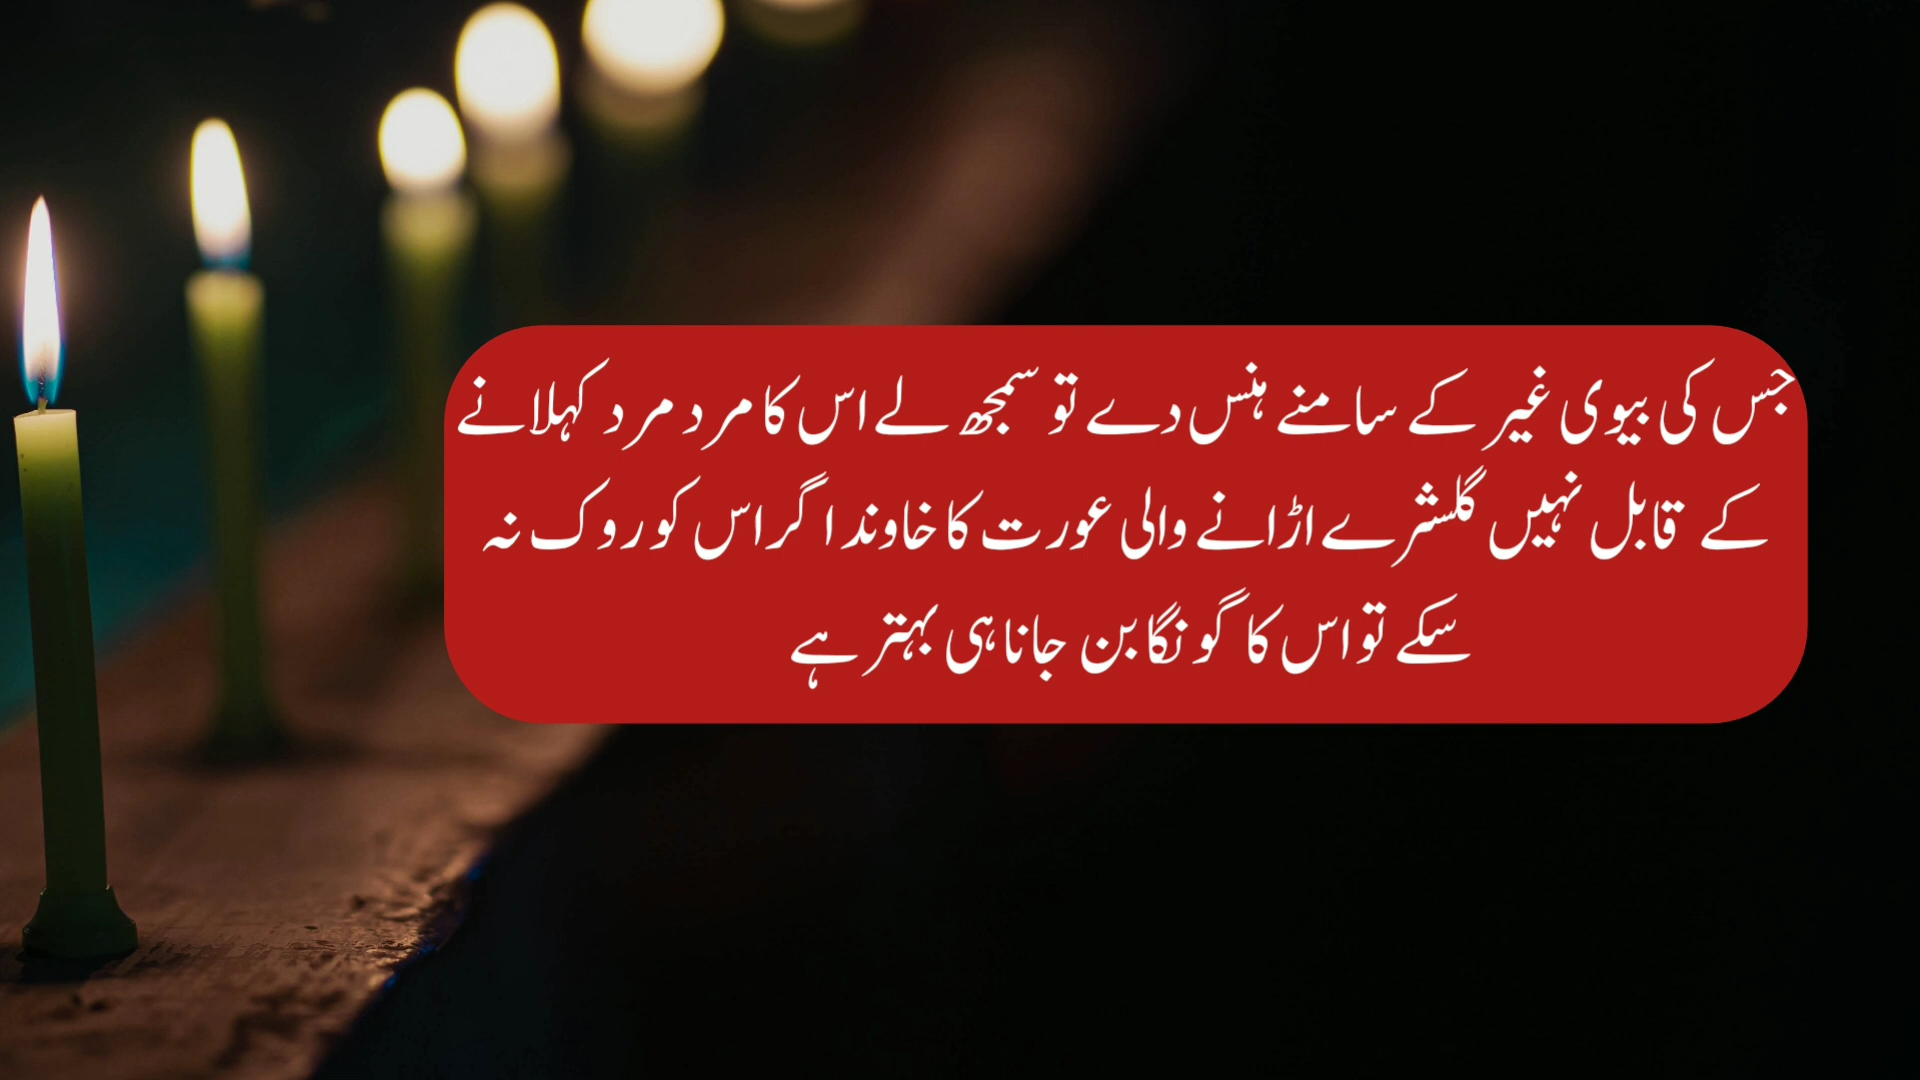 جس کی بیوی غیر کے سامنے ہنس دے تو سمجھ لے اس کا مرد مرد کہلانے
کے قابل نہیں گلشرے اڑانے والی عورت کا خاوند اگر اس کو روک نہ
سکے تو اس کا گونگا بن جانا ہی بہتر ہے